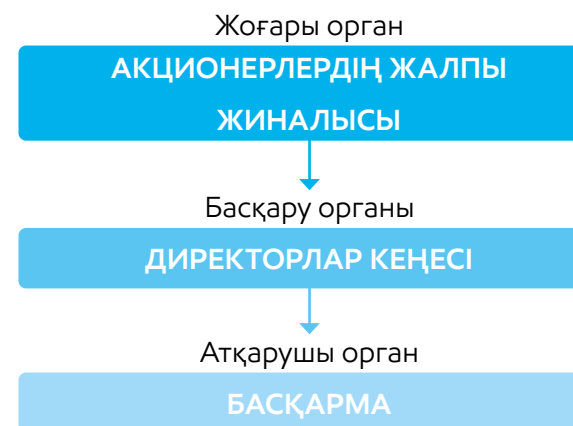 Жоғары орган
АКЦИОНЕРЛЕРДІҢ ЖАЛПЫ
ЖИНАЛЫСЫ
Басқару органы
ДИРЕКТОРЛАР КЕҢЕСІ
Атқарушы орган
БАСҚАРМА